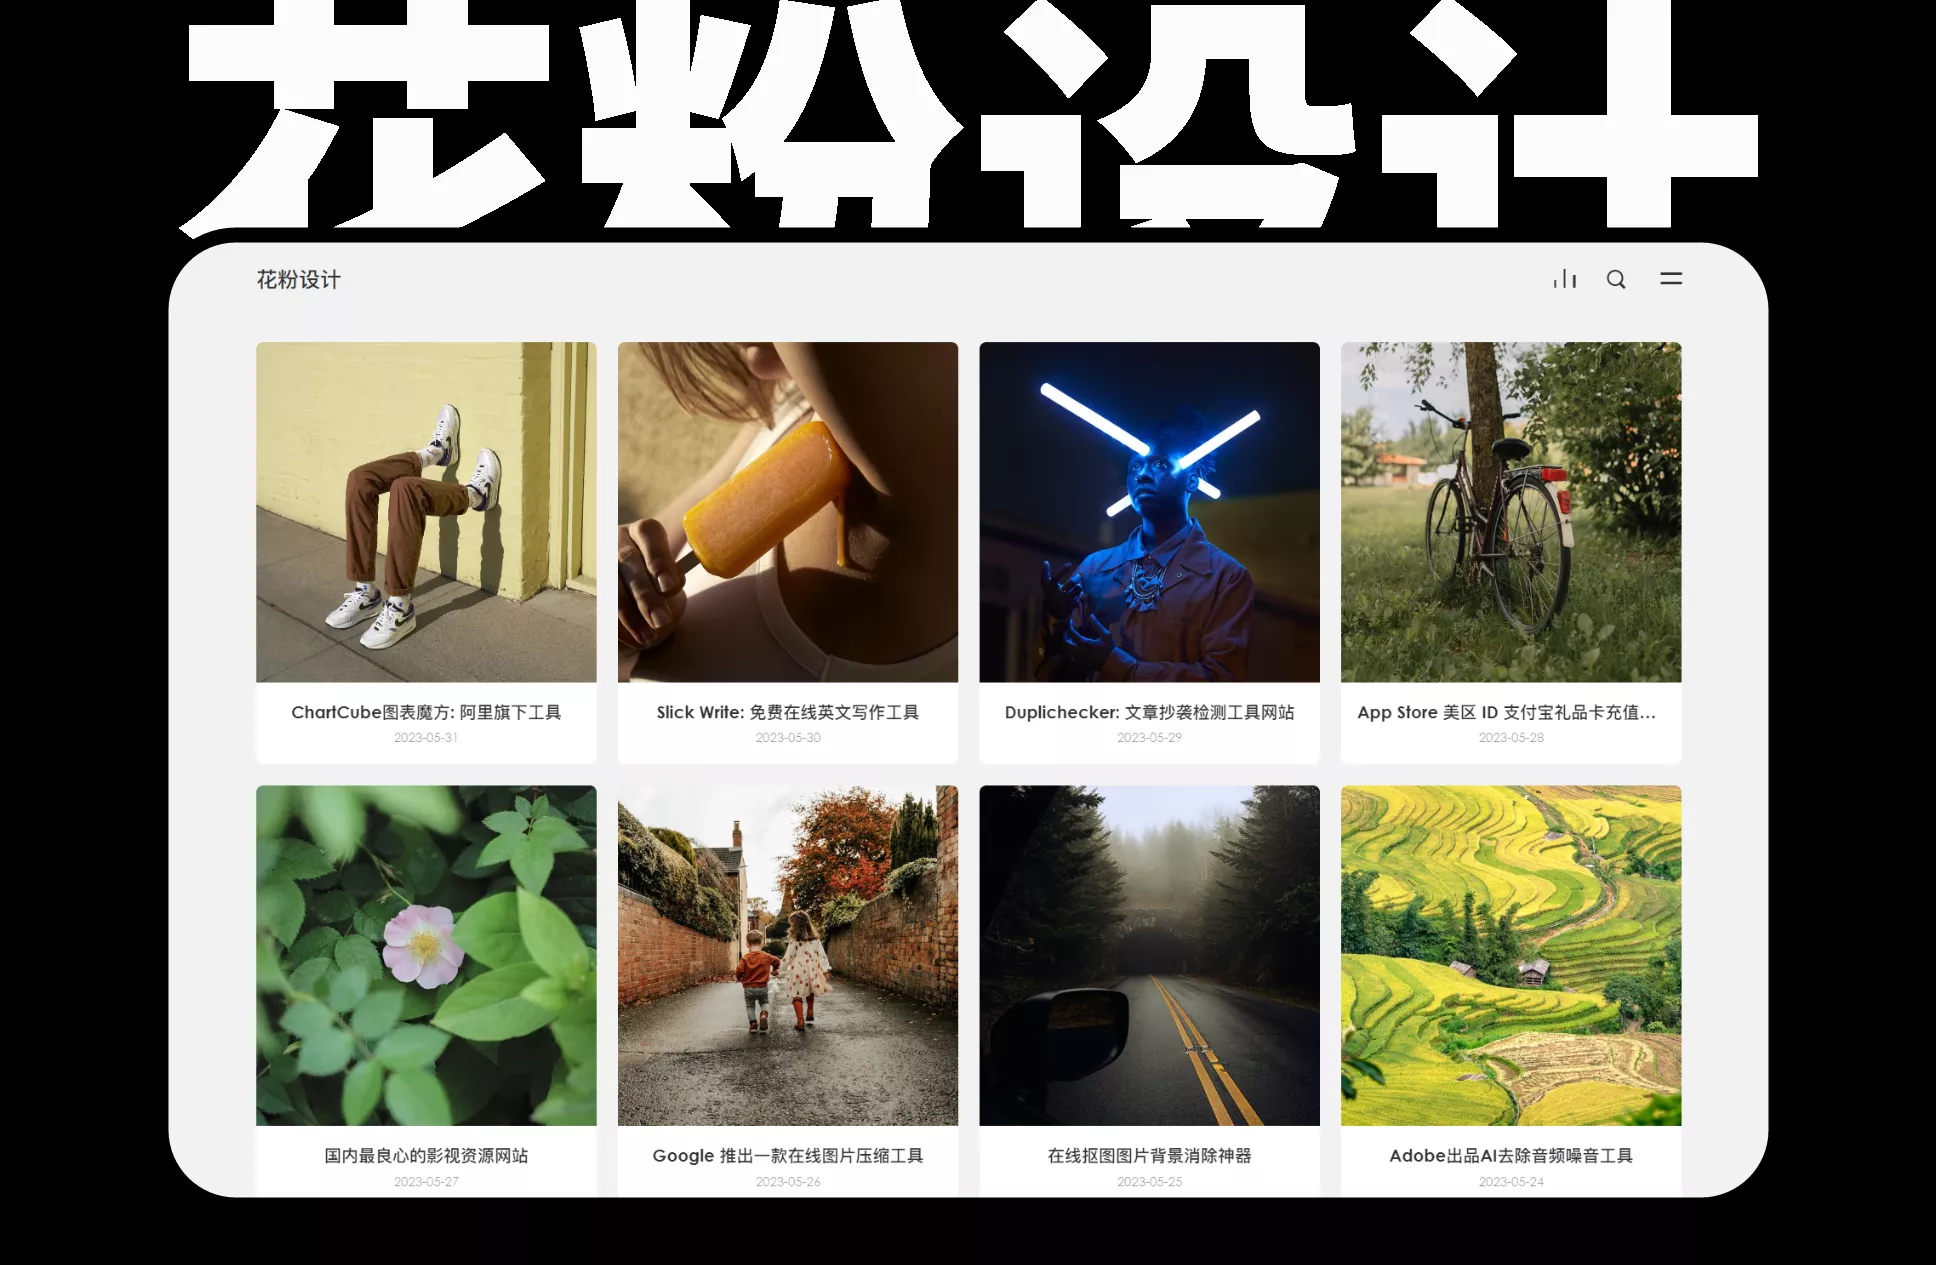 花粉设计
花粉设计
ChartCube图表魔方: 阿里旗下工具
2023-05-31
Slick Write: 免费在线英文写作工具
2023-05-30
Duplichecker: 文章抄袭检测工具网站
2023-05-29
App Store 美区 ID 支付宝礼品卡充值...
2023-05-28
国内最良心的影视资源网站
2023-05-27
Google 推出一款在线图片压缩工具
2023-05-26
在线抠图图片背景消除神器
2023-05-25
Adobe出品AI去除音频噪音工具
2023-05-24